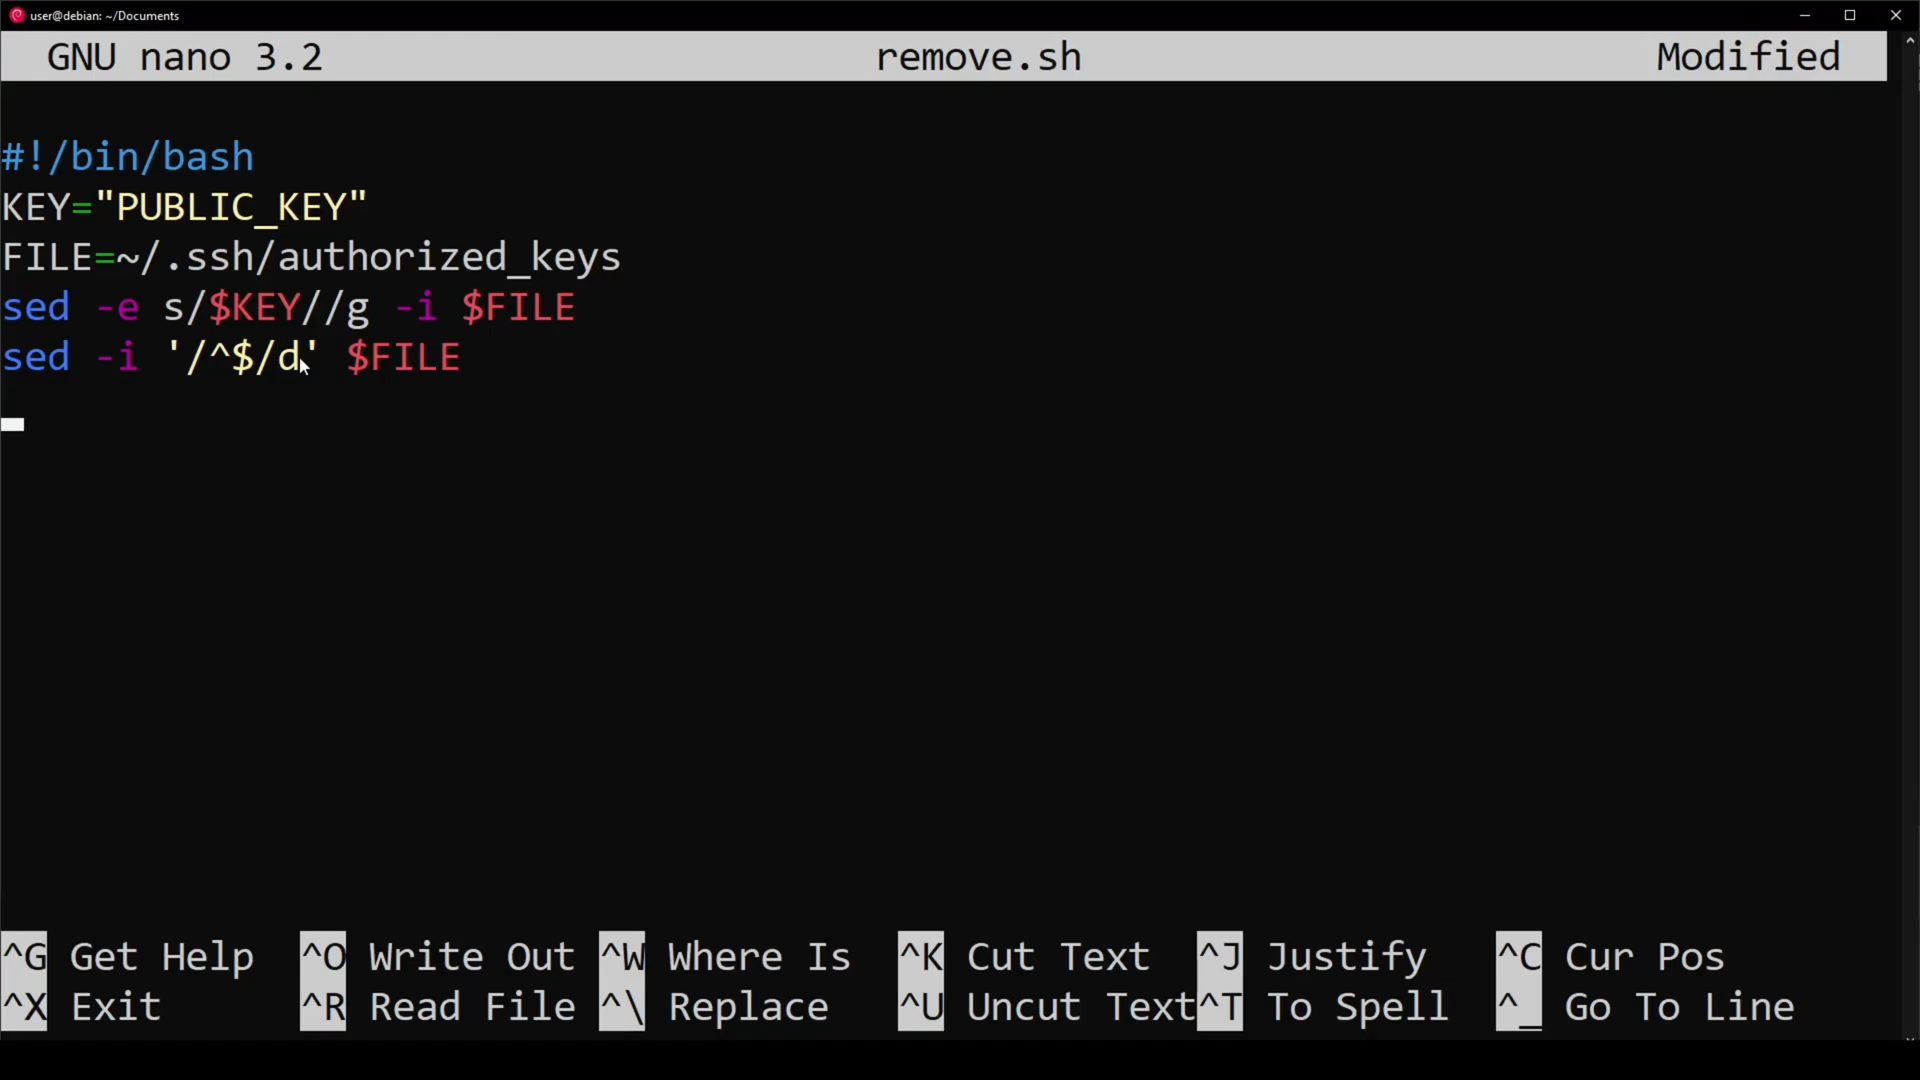 user@debian: ~/Documents
GNU nano 3.2 remove.sh Modified
#!/bin/bash
KEY="PUBLIC_KEY"
FILE=~/.ssh/authorized_keys
sed -e s/$KEY//g -i $FILE
sed -i '/^$/d' $FILE
^G Get Help ^O Write Out ^W Where Is ^K Cut Text ^J Justify ^C Cur Pos
^X Exit ^R Read File ^\ Replace ^U Uncut Text ^T To Spell ^_ Go To Line